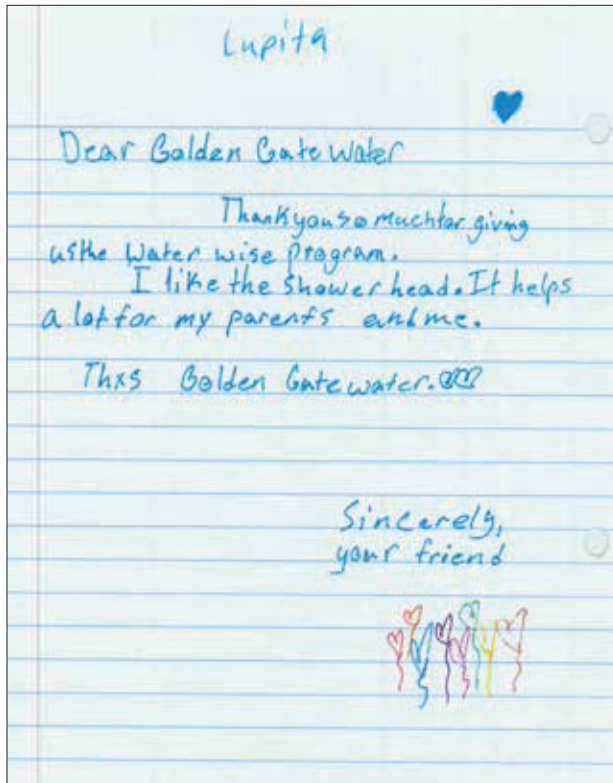 Lupita
Dear Golden Gate Water
Thank you so much for giving
us the Water wise program.
I like the shower head. It helps
a lot for my parents and me.
Thxs Golden Gate water.
Sincerely,
your friend